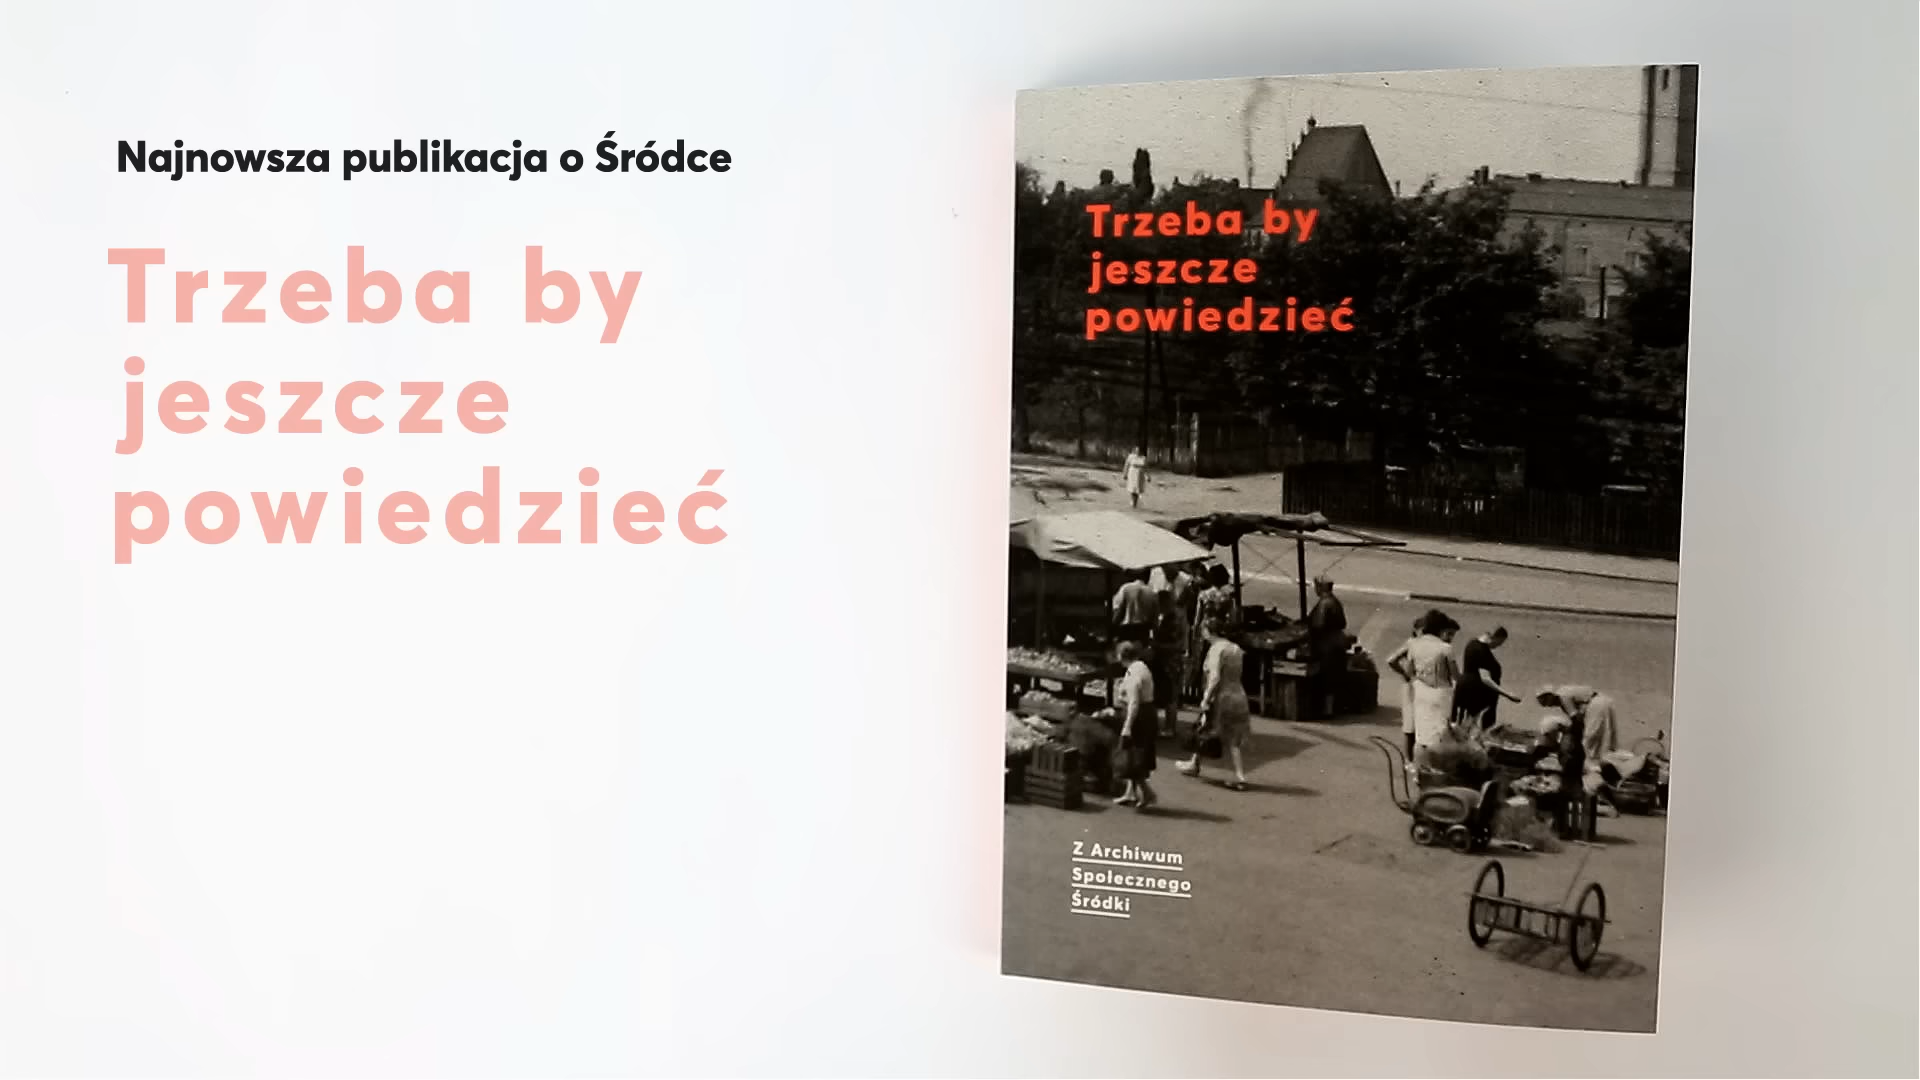 Najnowsza publikacja o Śródce
Trzeba by
jeszcze
powiedzieć
Trzeba by
jeszcze
powiedzieć
Z Archiwum
Społecznego
Śródki